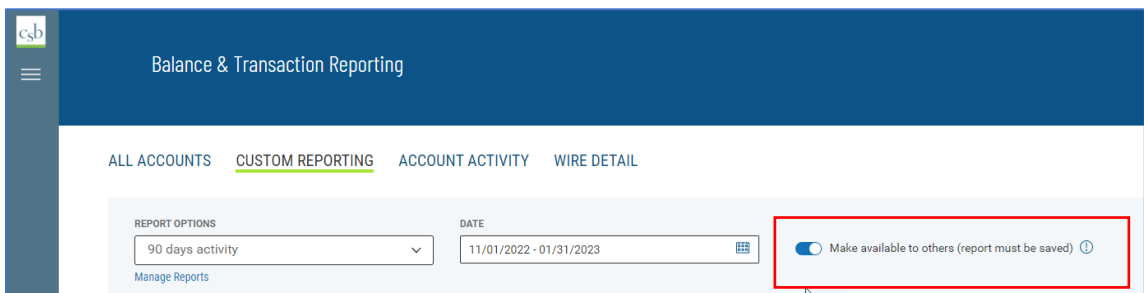 csb
Balance & Transaction Reporting
ALL ACCOUNTS CUSTOM REPORTING ACCOUNT ACTIVITY WIRE DETAIL
REPORT OPTIONS DATE
90 days activity 11/01/2022 - 01/31/2023 Make available to others (report must be saved)
Manage Reports